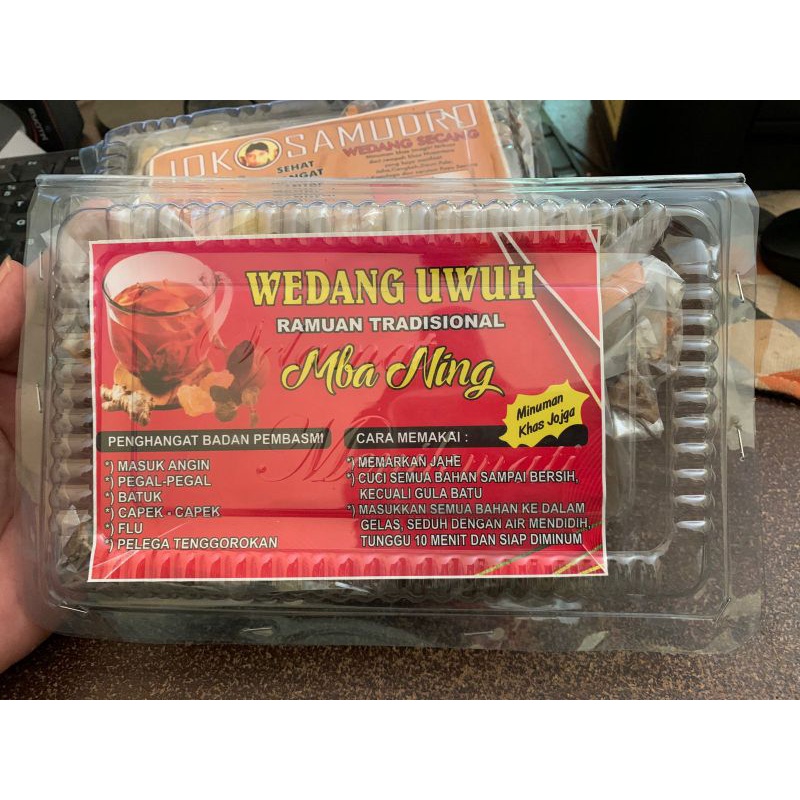 JOKOSAMUDRO
WEDANG SECANG
SEHAT
WEDANG UWUH
RAMUAN TRADISIONAL
Mba Ning
Minuman
Khas Jojga
PENGHANGAT BADAN PEMBASMI
*) MASUK ANGIN
*) PEGAL-PEGAL
*) BATUK
*) CAPEK - CAPEK
*) FLU
*) PELEGA TENGGOROKAN
CARA MEMAKAI :
*) MEMARKAN JAHE
*) CUCI SEMUA BAHAN SAMPAI BERSIH,
KECUALI GULA BATU
*) MASUKKAN SEMUA BAHAN KE DALAM
GELAS, SEDUH DENGAN AIR MENDIDIH,
TUNGGU 10 MENIT DAN SIAP DIMINUM